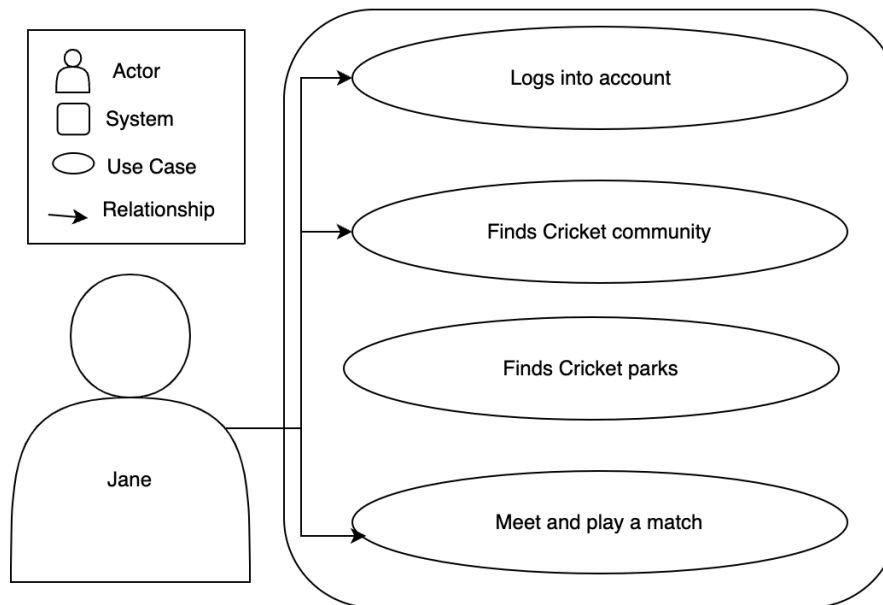 Actor
System
Use Case
Relationship
Logs into account
Finds Cricket community
Finds Cricket parks
Meet and play a match
Jane